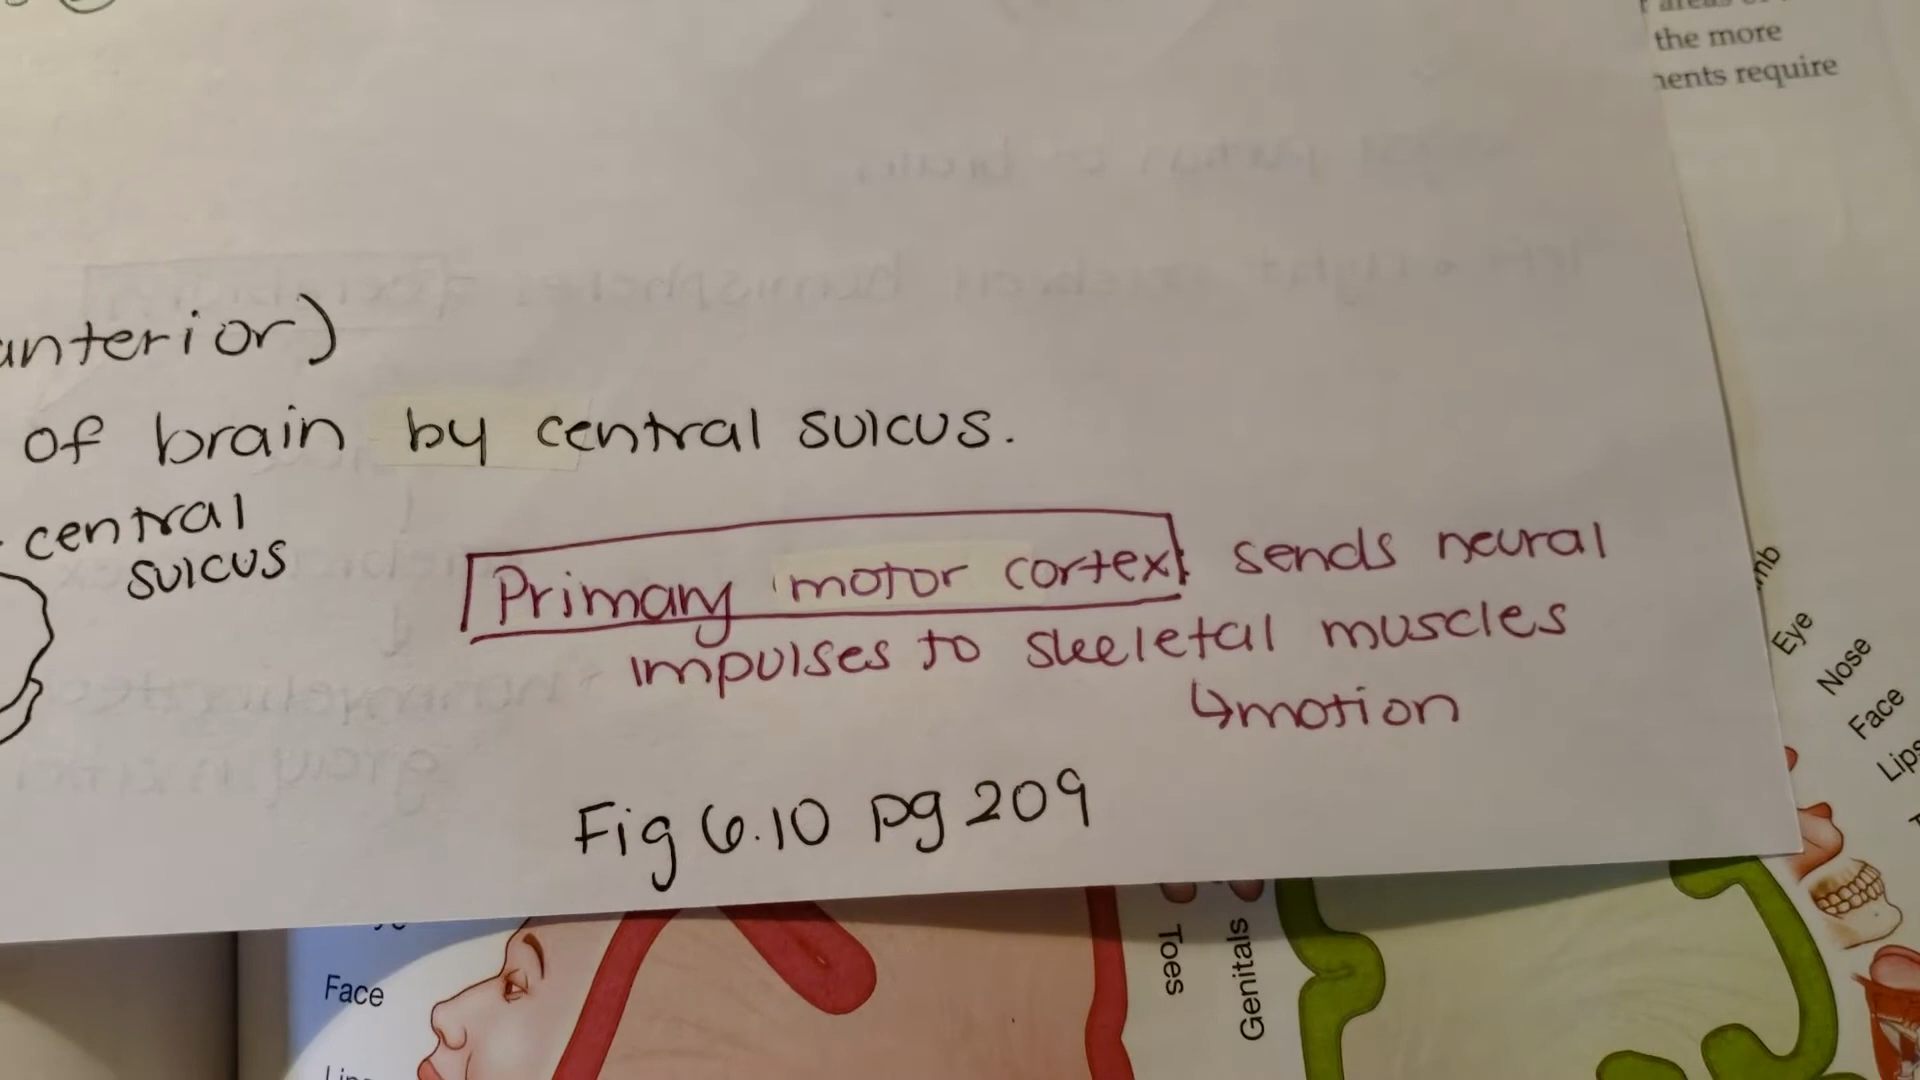 the more
ments require
anterior)
of brain by central sulcus.
central
sulcus
Primary motor cortex: sends neural
impulses to skeletal muscles
↳motion
Fig 6.10 pg 209
Eye
Nose
Face
Lips
Toes
Genitals
Face